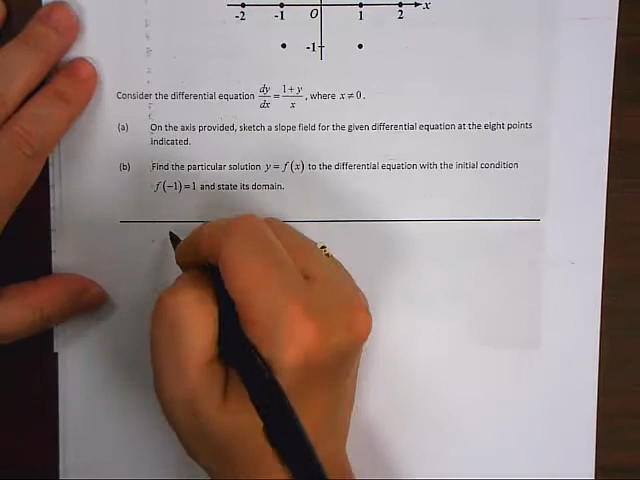 -2 -1 O 1 2 x
-1
Consider the differential equation dy/dx = 1+y/x, where x≠0.
(a) On the axis provided, sketch a slope field for the given differential equation at the eight points
indicated.
(b) Find the particular solution y = f(x) to the differential equation with the initial condition
f(−1)=1 and state its domain.